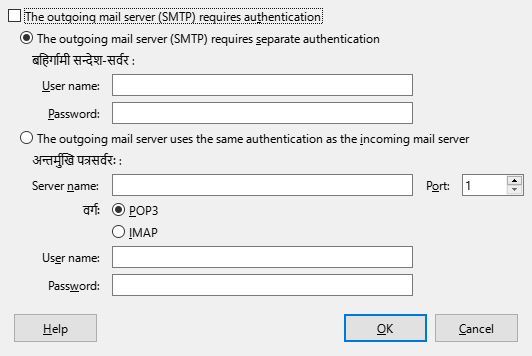 The outgoing mail server (SMTP) requires authentication
The outgoing mail server (SMTP) requires separate authentication
बहिर्गामी सन्देश-सर्वर :
User name:
Password:
The outgoing mail server uses the same authentication as the incoming mail server
अन्तर्मुखि पत्रसर्वरः :
Server name:
Port: 1
वर्गः POP3
IMAP
User name:
Password:
Help OK Cancel